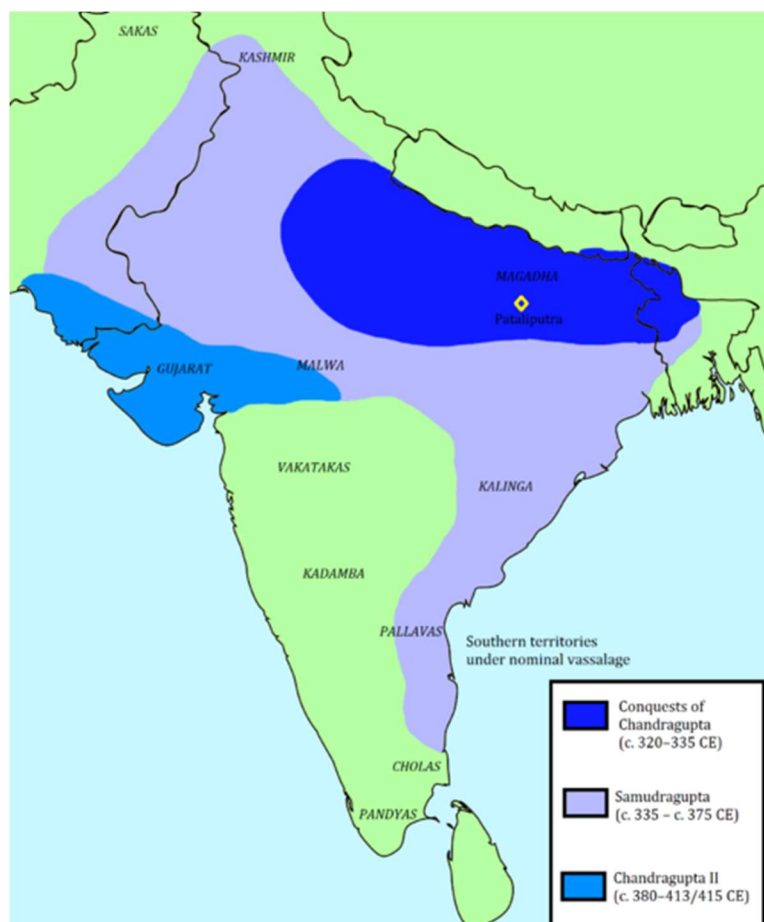 SAKAS
KASHMIR
MAGADHA
Pataliputra
GUJARAT
MALWA
VAKATAKAS
KALINGA
KADAMBA
PALLAVAS
Southern territories
under nominal vassalage
CHOLAS
PANDYAS
Conquests of
Chandragupta
(c. 320–335 CE)
Samudragupta
(c. 335 – c. 375 CE)
Chandragupta II
(c. 380–413/415 CE)